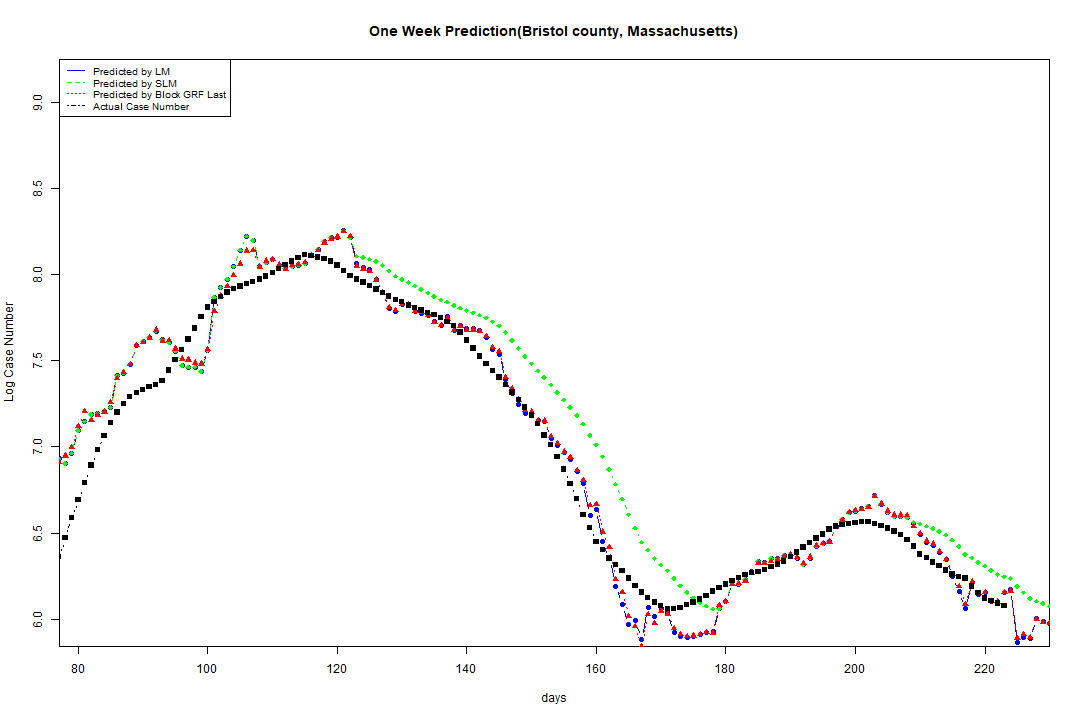 One Week Prediction(Bristol county, Massachusetts)
Predicted by LM
Predicted by SLM
Predicted by Block GRF Last
Actual Case Number
9.0
8.5
8.0
7.5
7.0
6.5
6.0
Log Case Number
80 100 120 140 160 180 200 220
days